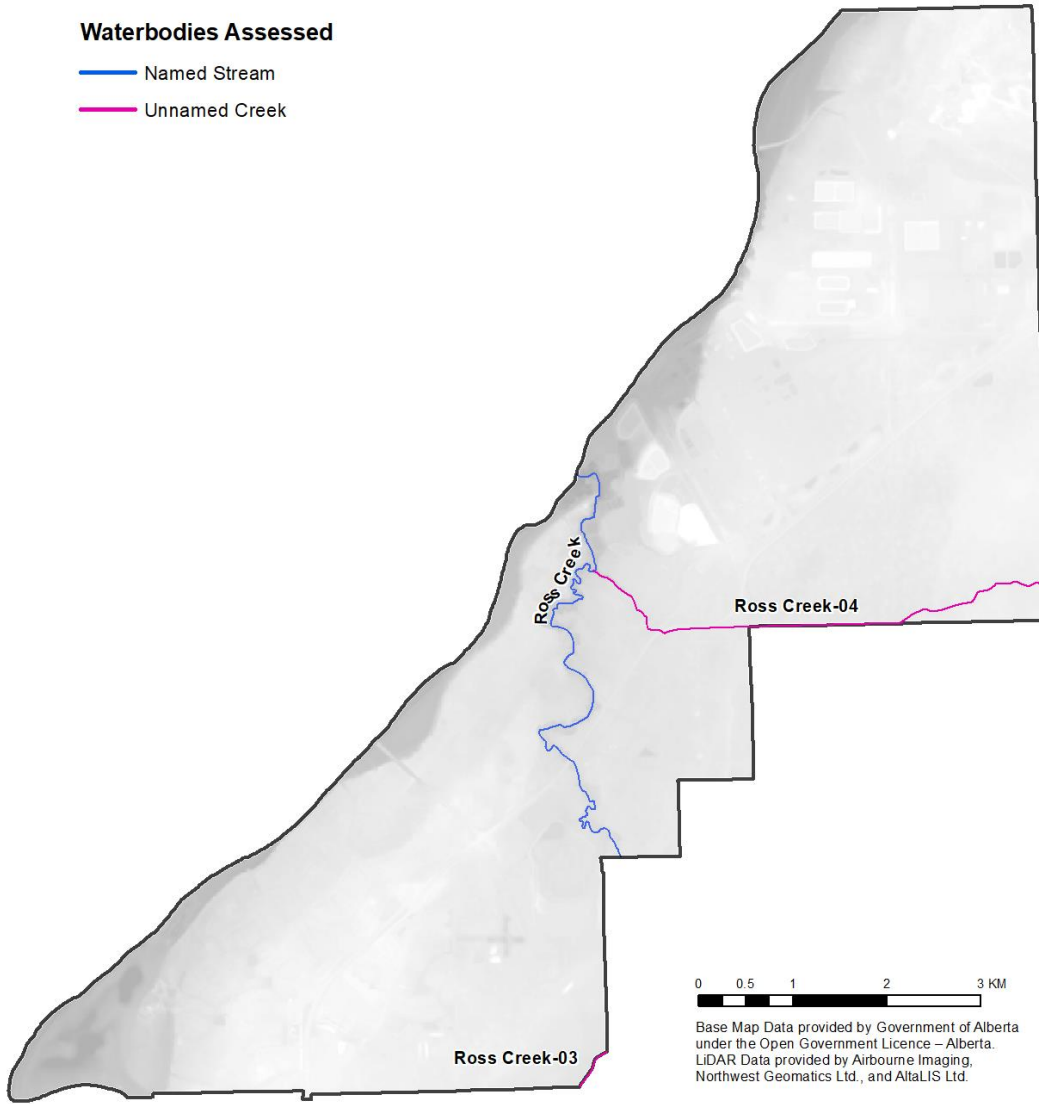 Waterbodies Assessed
Named Stream
Unnamed Creek
Ross Creek
Ross Creek-04
Ross Creek-03
0 0.5 1 2 3 KM
Base Map Data provided by Government of Alberta
under the Open Government Licence – Alberta.
LiDAR Data provided by Airbourne Imaging,
Northwest Geomatics Ltd., and AltaLIS Ltd.